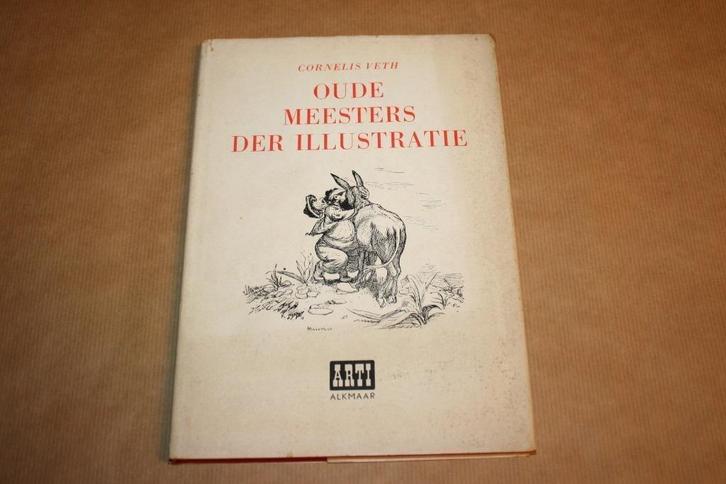 CORNELIS VETH
OUDE
MEESTERS
DER ILLUSTRATIE
ARTI
ALKMAAR